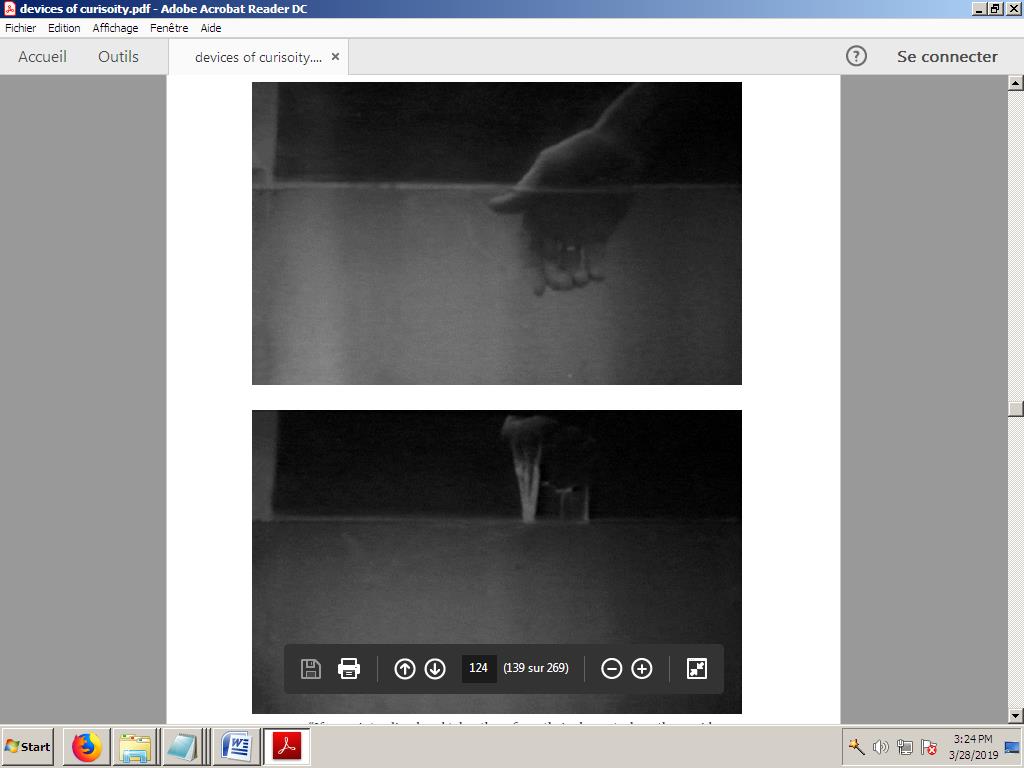 devices of curisoity.pdf - Adobe Acrobat Reader DC
Fichier Edition Affichage Fenêtre Aide
Accueil Outils devices of curisoity.... × ? Se connecter
124 (139 sur 269)
Start 3:24 PM
3/28/2019